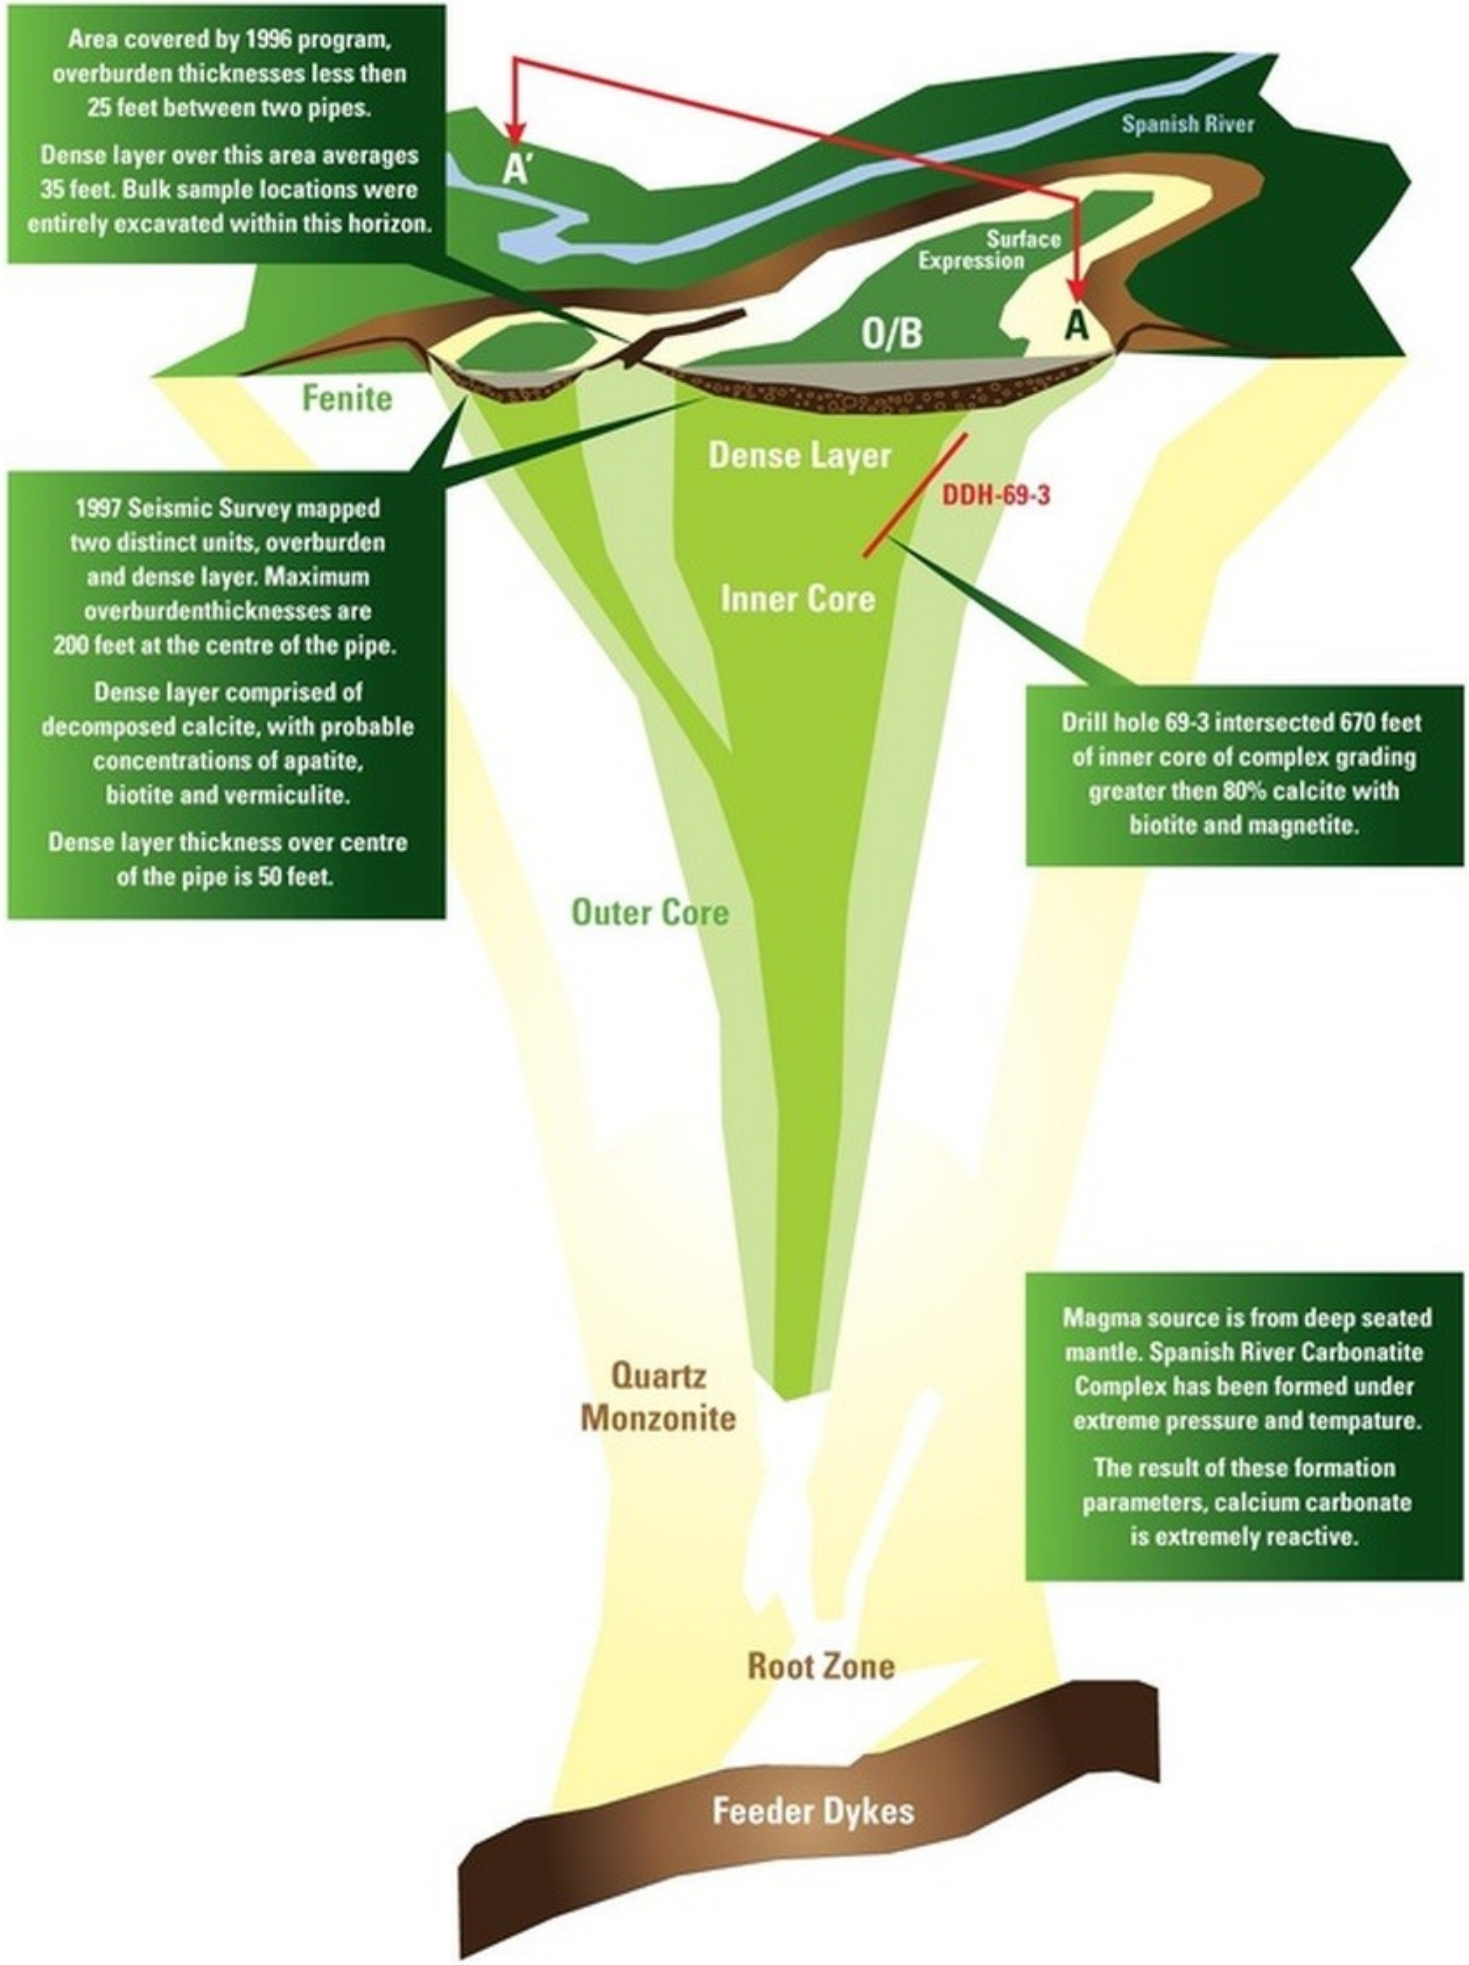 Area covered by 1996 program,
overburden thicknesses less then
25 feet between two pipes.
Dense layer over this area averages
35 feet. Bulk sample locations were
entirely excavated within this horizon.
A′
Spanish River
Surface
Expression
O/B
A
Fenite
1997 Seismic Survey mapped
two distinct units, overburden
and dense layer. Maximum
overburdenthicknesses are
200 feet at the centre of the pipe.
Dense layer comprised of
decomposed calcite, with probable
concentrations of apatite,
biotite and vermiculite.
Dense layer thickness over centre
of the pipe is 50 feet.
Dense Layer
DDH-69-3
Inner Core
Drill hole 69-3 intersected 670 feet
of inner core of complex grading
greater then 80% calcite with
biotite and magnetite.
Outer Core
Quartz
Monzonite
Magma source is from deep seated
mantle. Spanish River Carbonatite
Complex has been formed under
extreme pressure and tempature.
The result of these formation
parameters, calcium carbonate
is extremely reactive.
Root Zone
Feeder Dykes